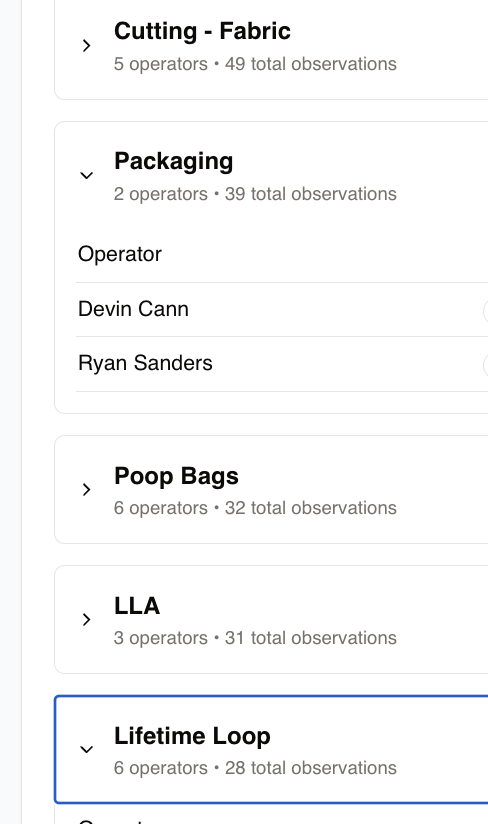 Cutting - Fabric
5 operators • 49 total observations
Packaging
2 operators • 39 total observations
Operator
Devin Cann
Ryan Sanders
Poop Bags
6 operators • 32 total observations
LLA
3 operators • 31 total observations
Lifetime Loop
6 operators • 28 total observations